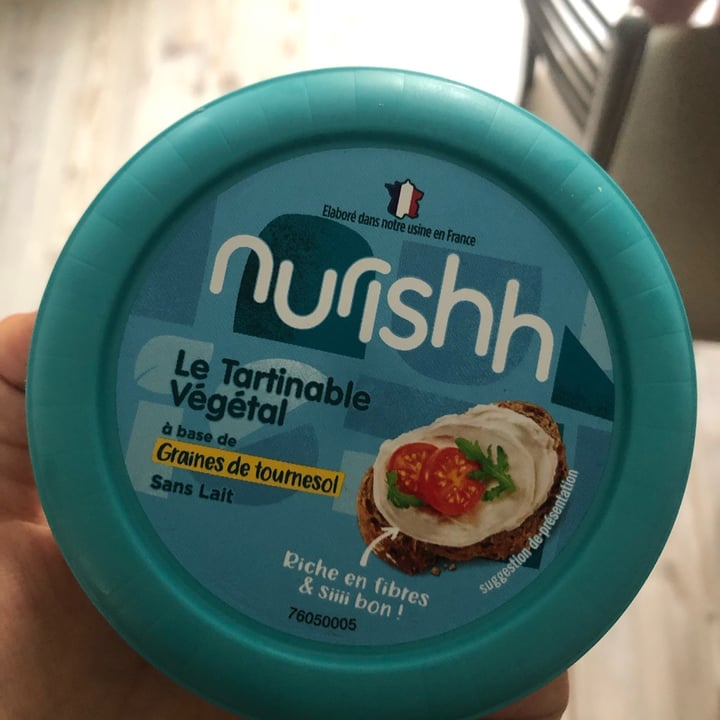 Elaboré dans notre usine en France
nurishh
Le Tartinable
Végétal
à base de
Graines de tournesol
Sans Lait
Riche en fibres
& Siiii bon !
suggestion de présentation
76050005